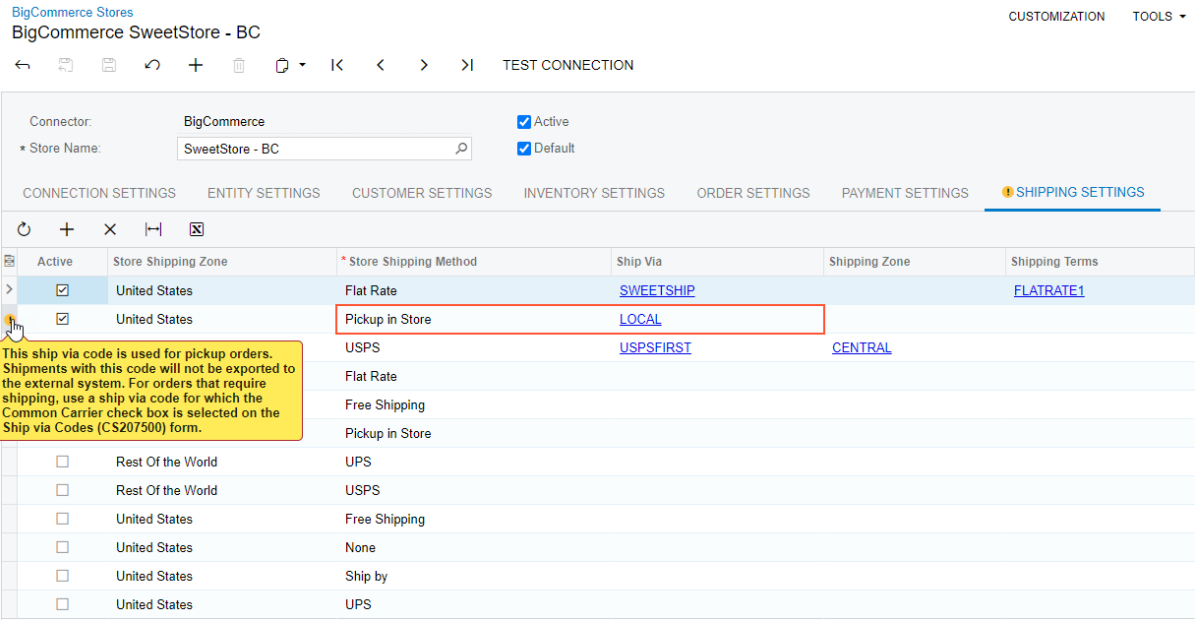 BigCommerce Stores
BigCommerce SweetStore - BC
CUSTOMIZATION TOOLS
TEST CONNECTION
Connector: BigCommerce Active
* Store Name: SweetStore - BC Default
CONNECTION SETTINGS ENTITY SETTINGS CUSTOMER SETTINGS INVENTORY SETTINGS ORDER SETTINGS PAYMENT SETTINGS SHIPPING SETTINGS
Active Store Shipping Zone * Store Shipping Method Ship Via Shipping Zone Shipping Terms
United States Flat Rate SWEETSHIP FLATRATE1
United States Pickup in Store LOCAL
USPS USPSFIRST CENTRAL
Flat Rate
Free Shipping
Pickup in Store
This ship via code is used for pickup orders.
Shipments with this code will not be exported to
the external system. For orders that require
shipping, use a ship via code for which the
Common Carrier check box is selected on the
Ship via Codes (CS207500) form.
Rest Of the World UPS
Rest Of the World USPS
United States Free Shipping
United States None
United States Ship by
United States UPS